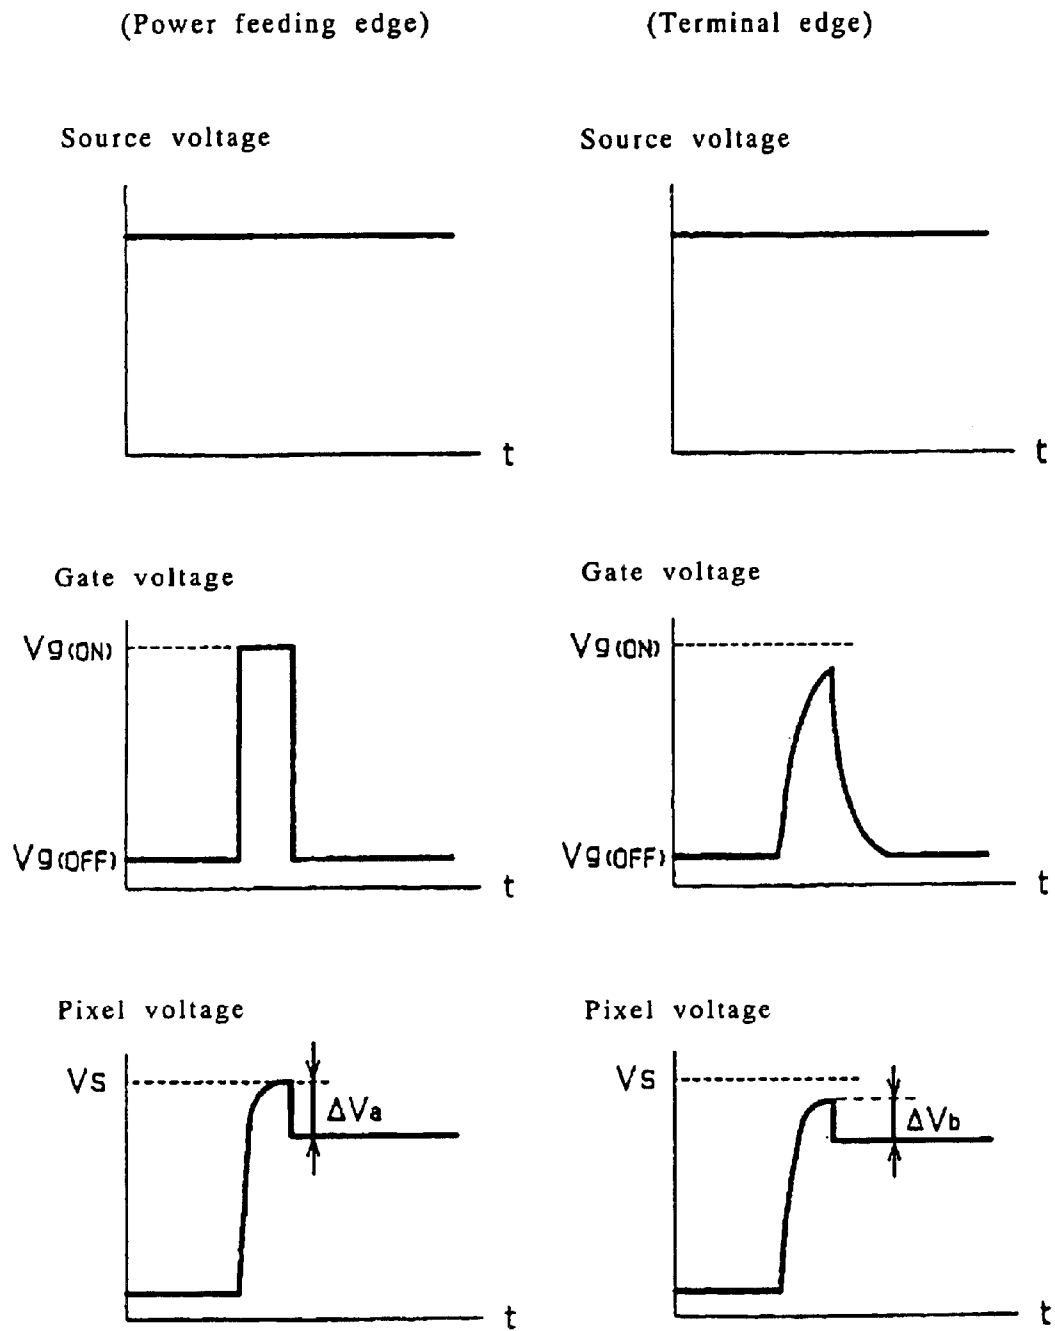 (Power feeding edge)
(Terminal edge)
Source voltage
t
Source voltage
t
Gate voltage
Vg(ON)
Vg(OFF)
t
Gate voltage
Vg(ON)
Vg(OFF)
t
Pixel voltage
Vs
ΔVa
t
Pixel voltage
Vs
ΔVb
t